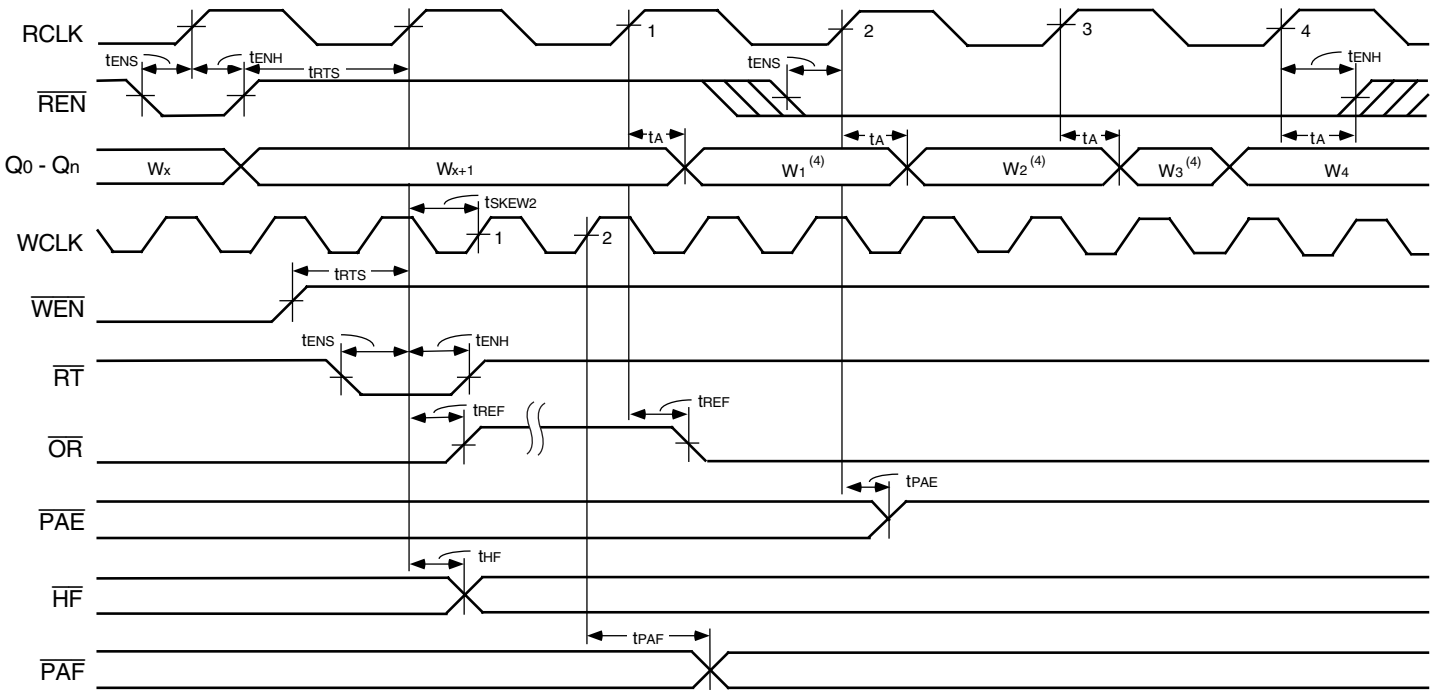 RCLK 1 2 3 4
tENS tENH tRTS tENS tENH
REN
tA tA tA tA
Q0 - Qn Wx Wx+1 W1 (4) W2 (4) W3 (4) W4
tSKEW2
WCLK 1 2
tRTS
WEN
tENS tENH
RT
tREF tREF
OR
tPAE
PAE
tHF
HF
tPAF
PAF